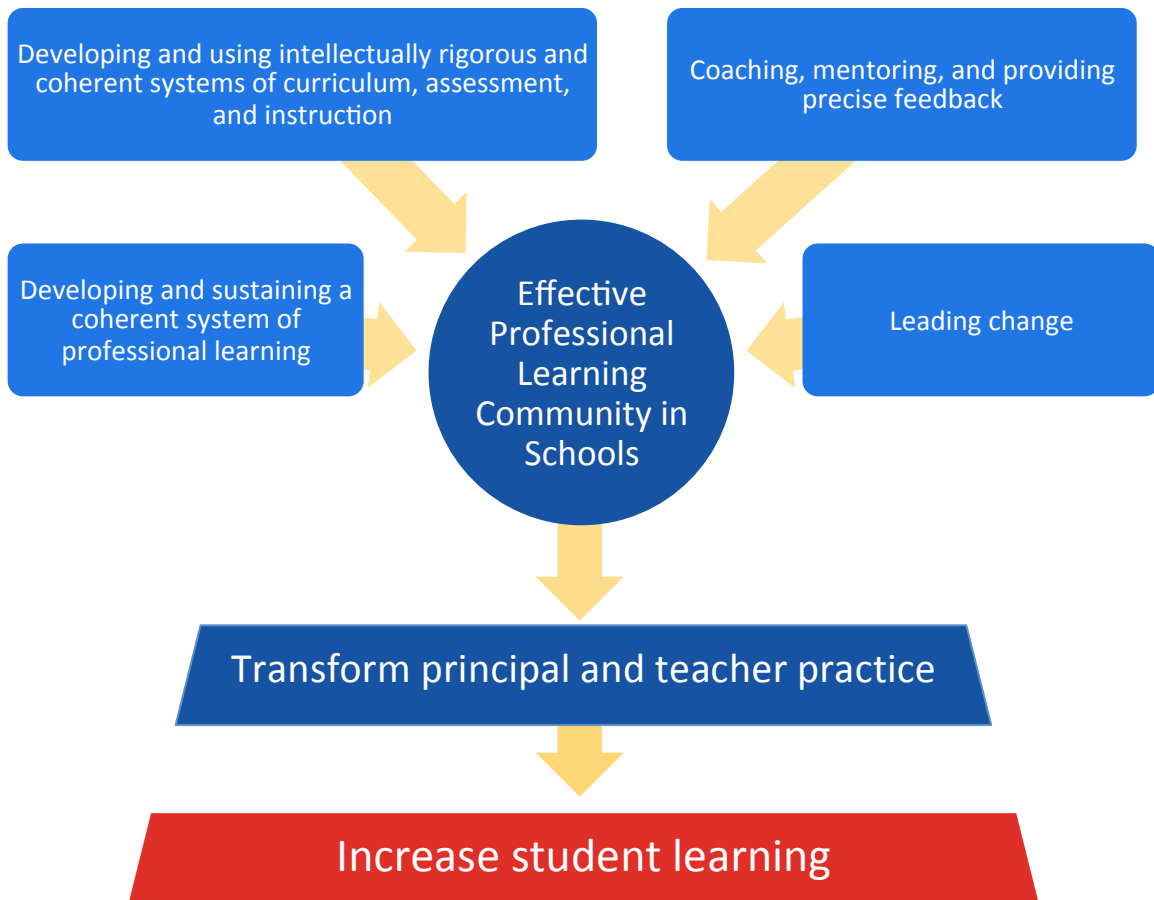 Developing and using intellectually rigorous and
coherent systems of curriculum, assessment,
and instruction
Coaching, mentoring, and providing
precise feedback
Developing and sustaining a
coherent system of
professional learning
Effective
Professional
Learning
Community in
Schools
Leading change
Transform principal and teacher practice
Increase student learning